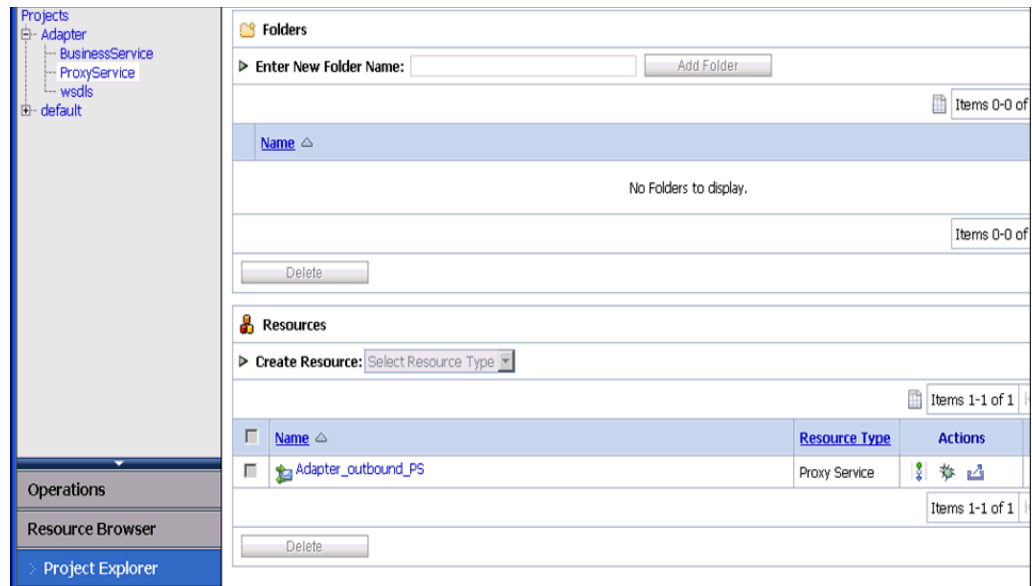 Projects
Adapter
BusinessService
ProxyService
wsdls
default
Operations
Resource Browser
Project Explorer
Folders
Enter New Folder Name: Add Folder
Items 0-0 of
Name
No Folders to display.
Items 0-0 of
Delete
Resources
Create Resource: Select Resource Type
Items 1-1 of 1
Name Resource Type Actions
Adapter_outbound_PS Proxy Service
Items 1-1 of 1
Delete